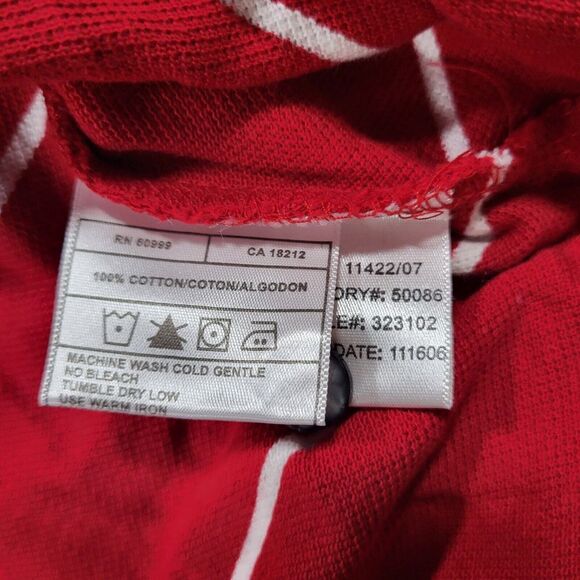 RN 60999
CA 18212
100% COTTON/COTON/ALGODON
MACHINE WASH COLD GENTLE
NO BLEACH
TUMBLE DRY LOW
USE WARM IRON
11422/07
ORY#: 50086
LE#: 323102
DATE: 111606